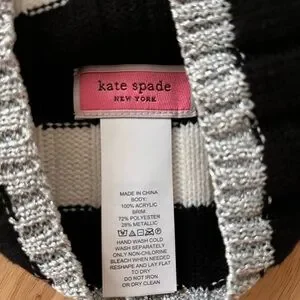 kate spade
NEW YORK
MADE IN CHINA
BODY:
100% ACRYLIC
BRIM:
72% POLYESTER
28% METALLIC
HAND WASH COLD
WASH SEPARATELY
ONLY NON-CHLORINE
BLEACH WHEN NEEDED
RESHAPE AND LAY FLAT
TO DRY
DO NOT IRON
OR DRY CLEAN